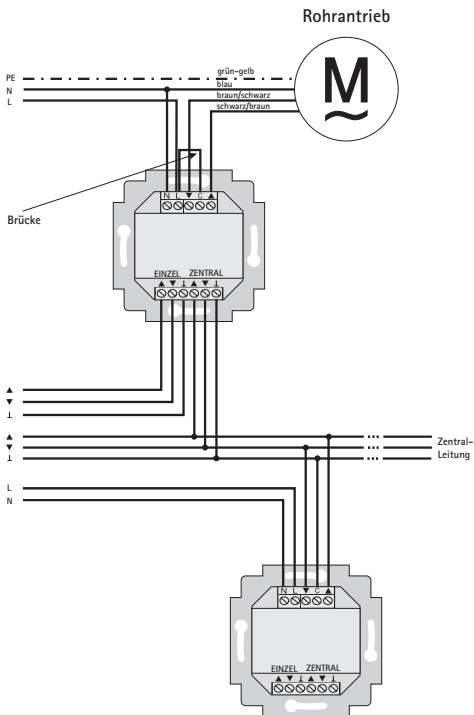 Rohrantrieb
PE
grün-gelb
N
blau
L
braun/schwarz
schwarz/braun
M
~
N L ▼ C ▲
Brücke
EINZEL ZENTRAL
▲ ▼ ⊥ ▲ ▼ ⊥
▲
▼
⊥
▲
▼
⊥
Zentral-
Leitung
L
N
N L ▼ C ▲
EINZEL ZENTRAL
▲ ▼ ⊥ ▲ ▼ ⊥